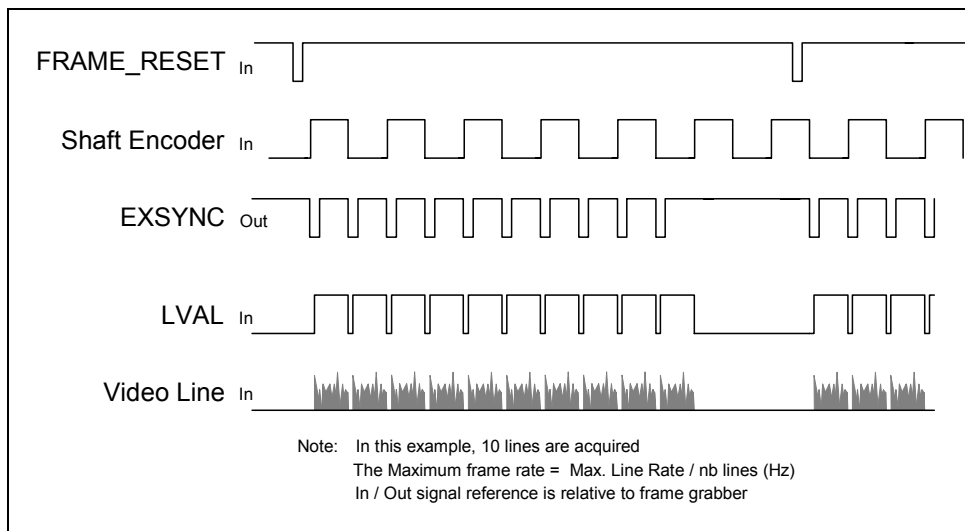 FRAME_RESET In
Shaft Encoder In
EXSYNC Out
LVAL In
Video Line In
Note: In this example, 10 lines are acquired
The Maximum frame rate = Max. Line Rate / nb lines (Hz)
In / Out signal reference is relative to frame grabber